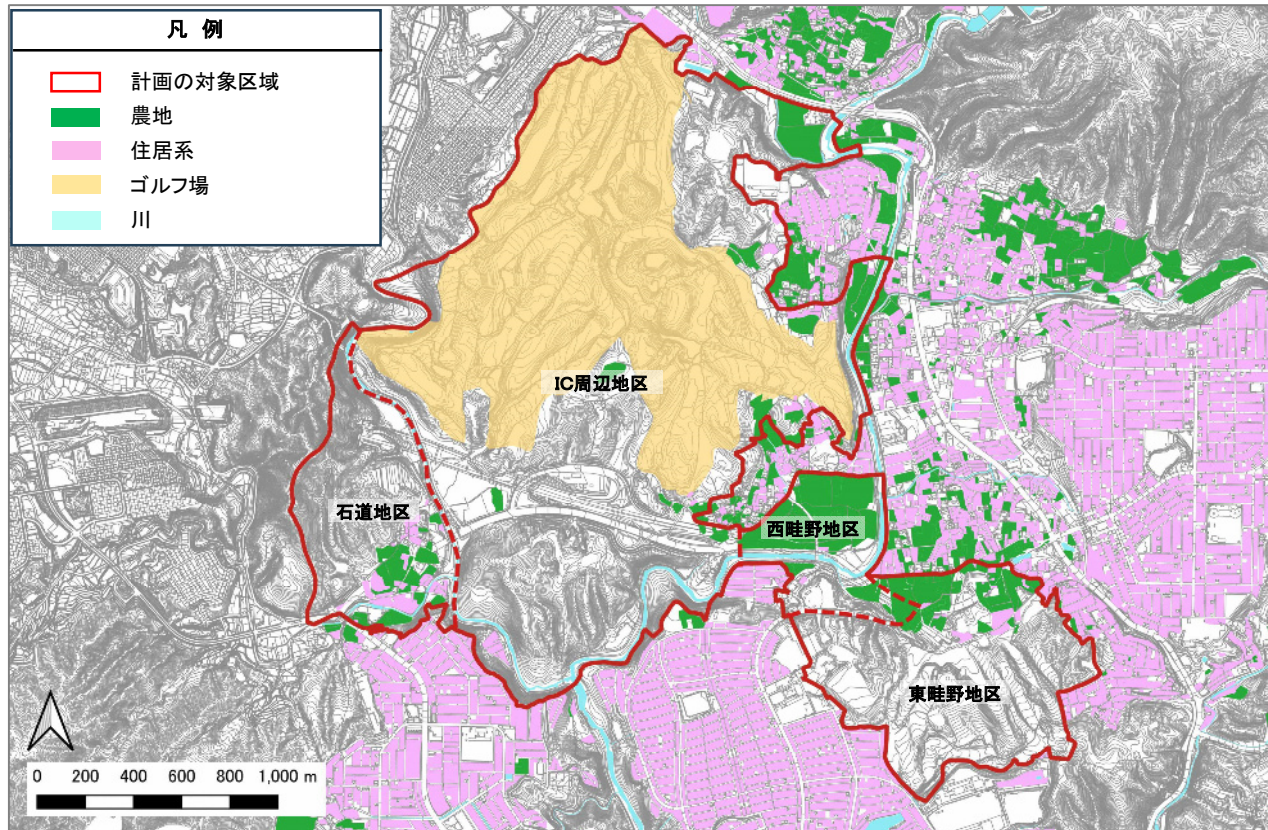 凡 例
計画の対象区域
農地
住居系
ゴルフ場
川
IC周辺地区
石道地区
西畦野地区
東畦野地区
0 200 400 600 800 1,000 m